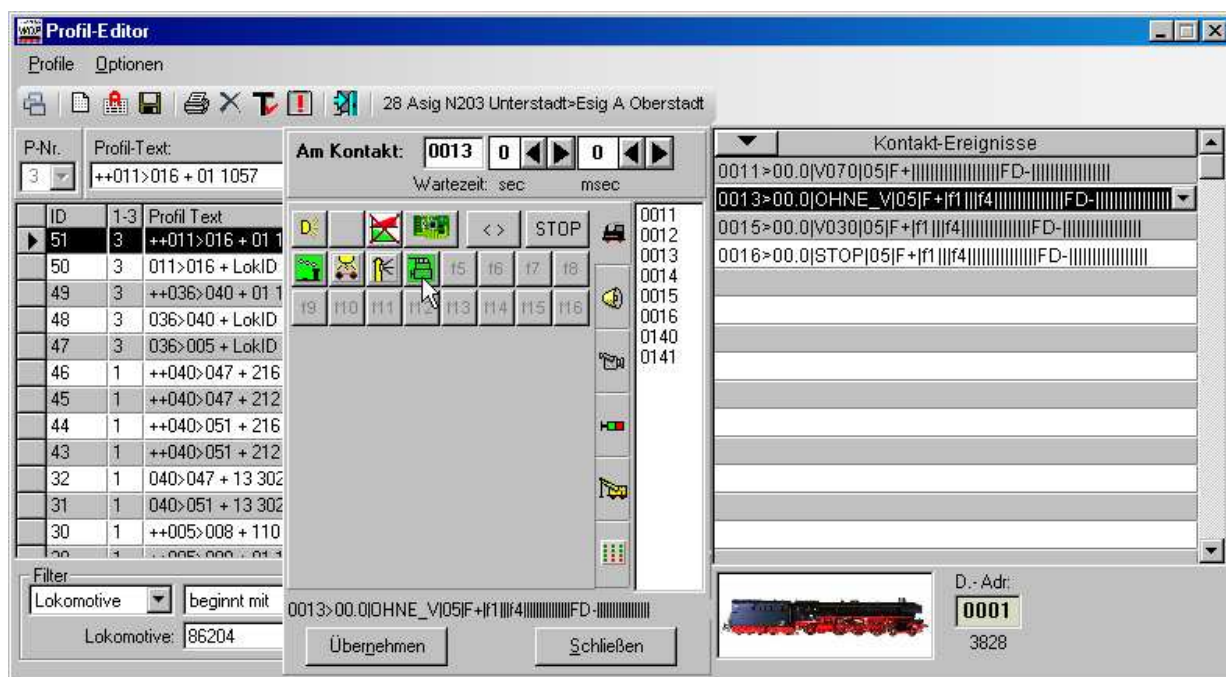 Profil-Editor
Profile Optionen
28 Asig N203 Unterstadt>Esig A Oberstadt
P-Nr. Profil-Text:
3 ++011>016 + 01 1057
ID 1-3 Profil Text
51 3 ++011>016 + 01 1
50 3 011>016 + LokID
49 3 ++036>040 + 01 1
48 3 036>040 + LokID
47 3 036>005 + LokID
46 1 ++040>047 + 216
45 1 ++040>047 + 212
44 1 ++040>051 + 216
43 1 ++040>051 + 212
32 1 040>047 + 13 302
31 1 040>051 + 13 302
30 1 ++005>008 + 110
Filter
Lokomotive beginnt mit
Lokomotive: 86204
Am Kontakt: 0013 0 0
Wartezeit: sec msec
D < > STOP
f5 f6 f7 f8
f9 f10 f11 f12 f13 f14 f15 f16
0011
0012
0013
0014
0015
0016
0140
0141
0013>00.0|OHNE_V|05|F+|f1|||f4||||||||||||||FD-||||||||||||||||
Übernehmen Schließen
Kontakt-Ereignisse
0011>00.0|V070|05|F+||||||||||||||||||FD-||||||||||||||||
0013>00.0|OHNE_V|05|F+|f1|||f4||||||||||||||FD-||||||||||||||||
0015>00.0|V030|05|F+|f1|||f4||||||||||||||FD-||||||||||||||||
0016>00.0|STOP|05|F+|f1|||f4||||||||||||||FD-||||||||||||||||
D.- Adr:
0001
3828